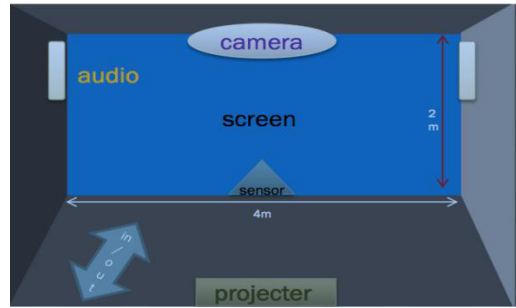 camera
audio
screen
2
m
sensor
4m
in/out
projecter